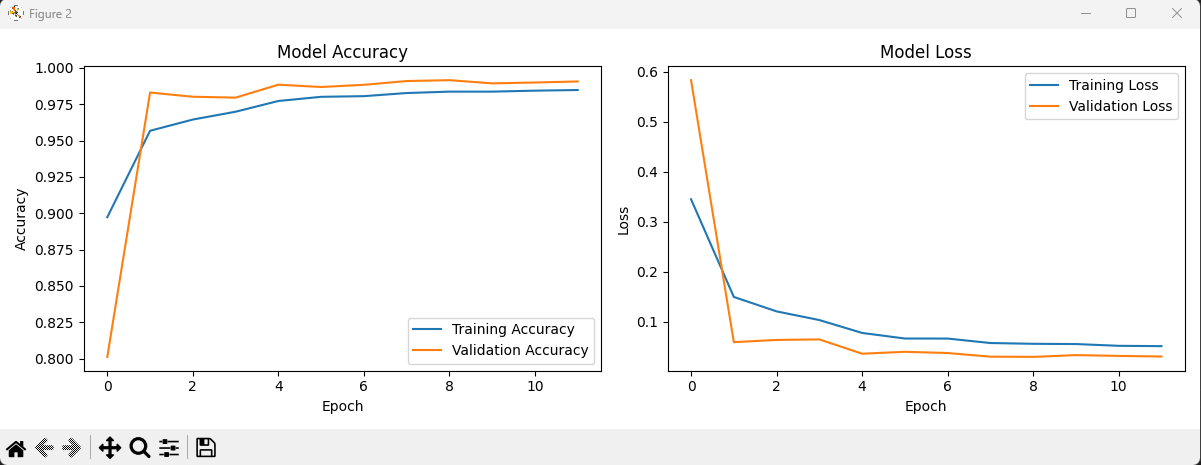 Figure 2
Model Accuracy
1.000
0.975
0.950
0.925
0.900
0.875
0.850
0.825
0.800
Accuracy
0
2
4
6
8
10
Epoch
Training Accuracy
Validation Accuracy
Model Loss
0.6
0.5
0.4
0.3
0.2
0.1
Loss
0
2
4
6
8
10
Epoch
Training Loss
Validation Loss